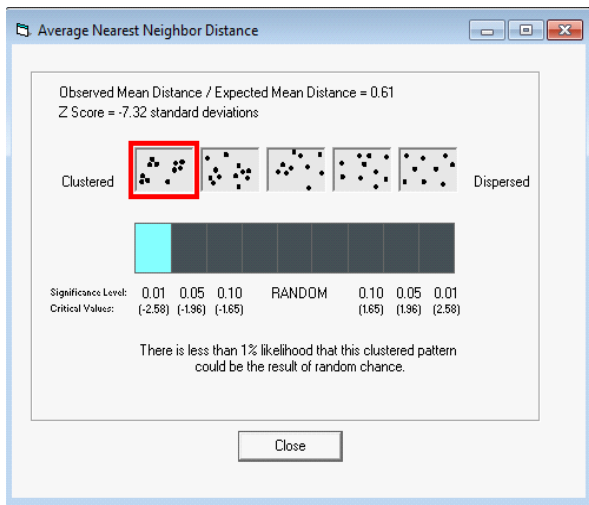 Average Nearest Neighbor Distance
Observed Mean Distance / Expected Mean Distance = 0.61
Z Score = -7.32 standard deviations
Clustered Dispersed
Significance Level: 0.01 0.05 0.10 RANDOM 0.10 0.05 0.01
Critical Values: (-2.58) (-1.96) (-1.65) (1.65) (1.96) (2.58)
There is less than 1% likelihood that this clustered pattern
could be the result of random chance.
Close